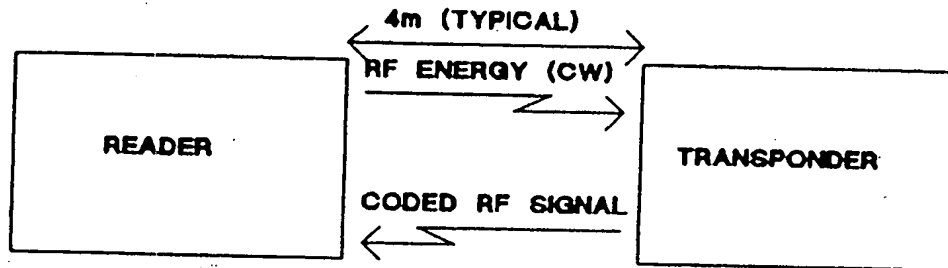 4m (TYPICAL)
RF ENERGY (CW)
READER
TRANSPONDER
CODED RF SIGNAL